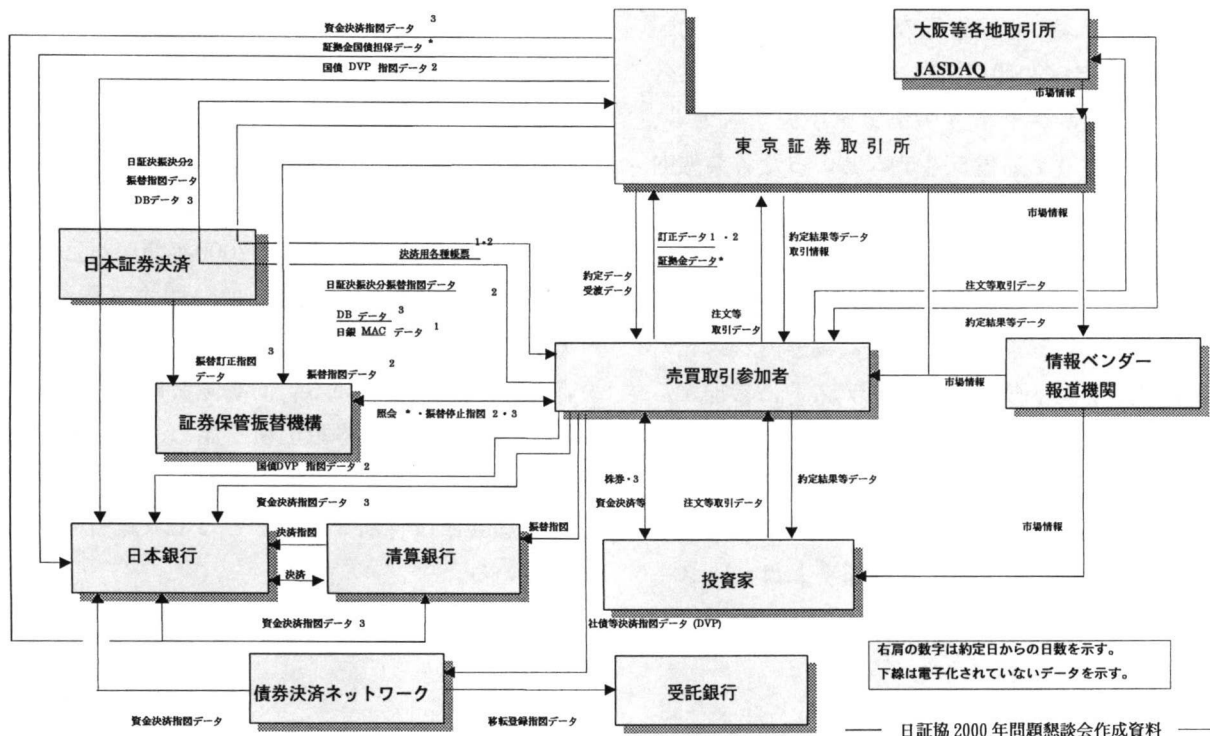 資金決済指図データ 3
証拠金国債担保データ *
国債 DVP 指図データ 2
大阪等各地取引所
JASDAQ
市場情報
東京証券取引所
日証決振決分2
振替指図データ
DBデータ 3
市場情報
日本証券決済
1・2
決済用各種帳票
訂正データ1 ・2
証拠金データ*
約定結果等データ
取引情報
約定データ
受渡データ
日証決振決分振替指図データ 2
DB データ 3
日銀 MAC データ 1
注文等
取引データ
注文等取引データ
約定結果等データ
振替訂正指図 3
データ
振替指図データ 2
売買取引参加者
市場情報
情報ベンダー
報道機関
証券保管振替機構
照会 *・振替停止指図 2・3
国債DVP 指図データ 2
株券・3
資金決済等
注文等取引データ
約定結果等データ
資金決済指図データ 3
振替指図
市場情報
日本銀行
決済指図
決済
清算銀行
投資家
資金決済指図データ 3
社債等決済指図データ (DVP)
右肩の数字は約定日からの日数を示す。
下線は電子化されていないデータを示す。
債券決済ネットワーク
受託銀行
資金決済指図データ
移転登録指図データ
日証協 2000 年問題懇談会作成資料